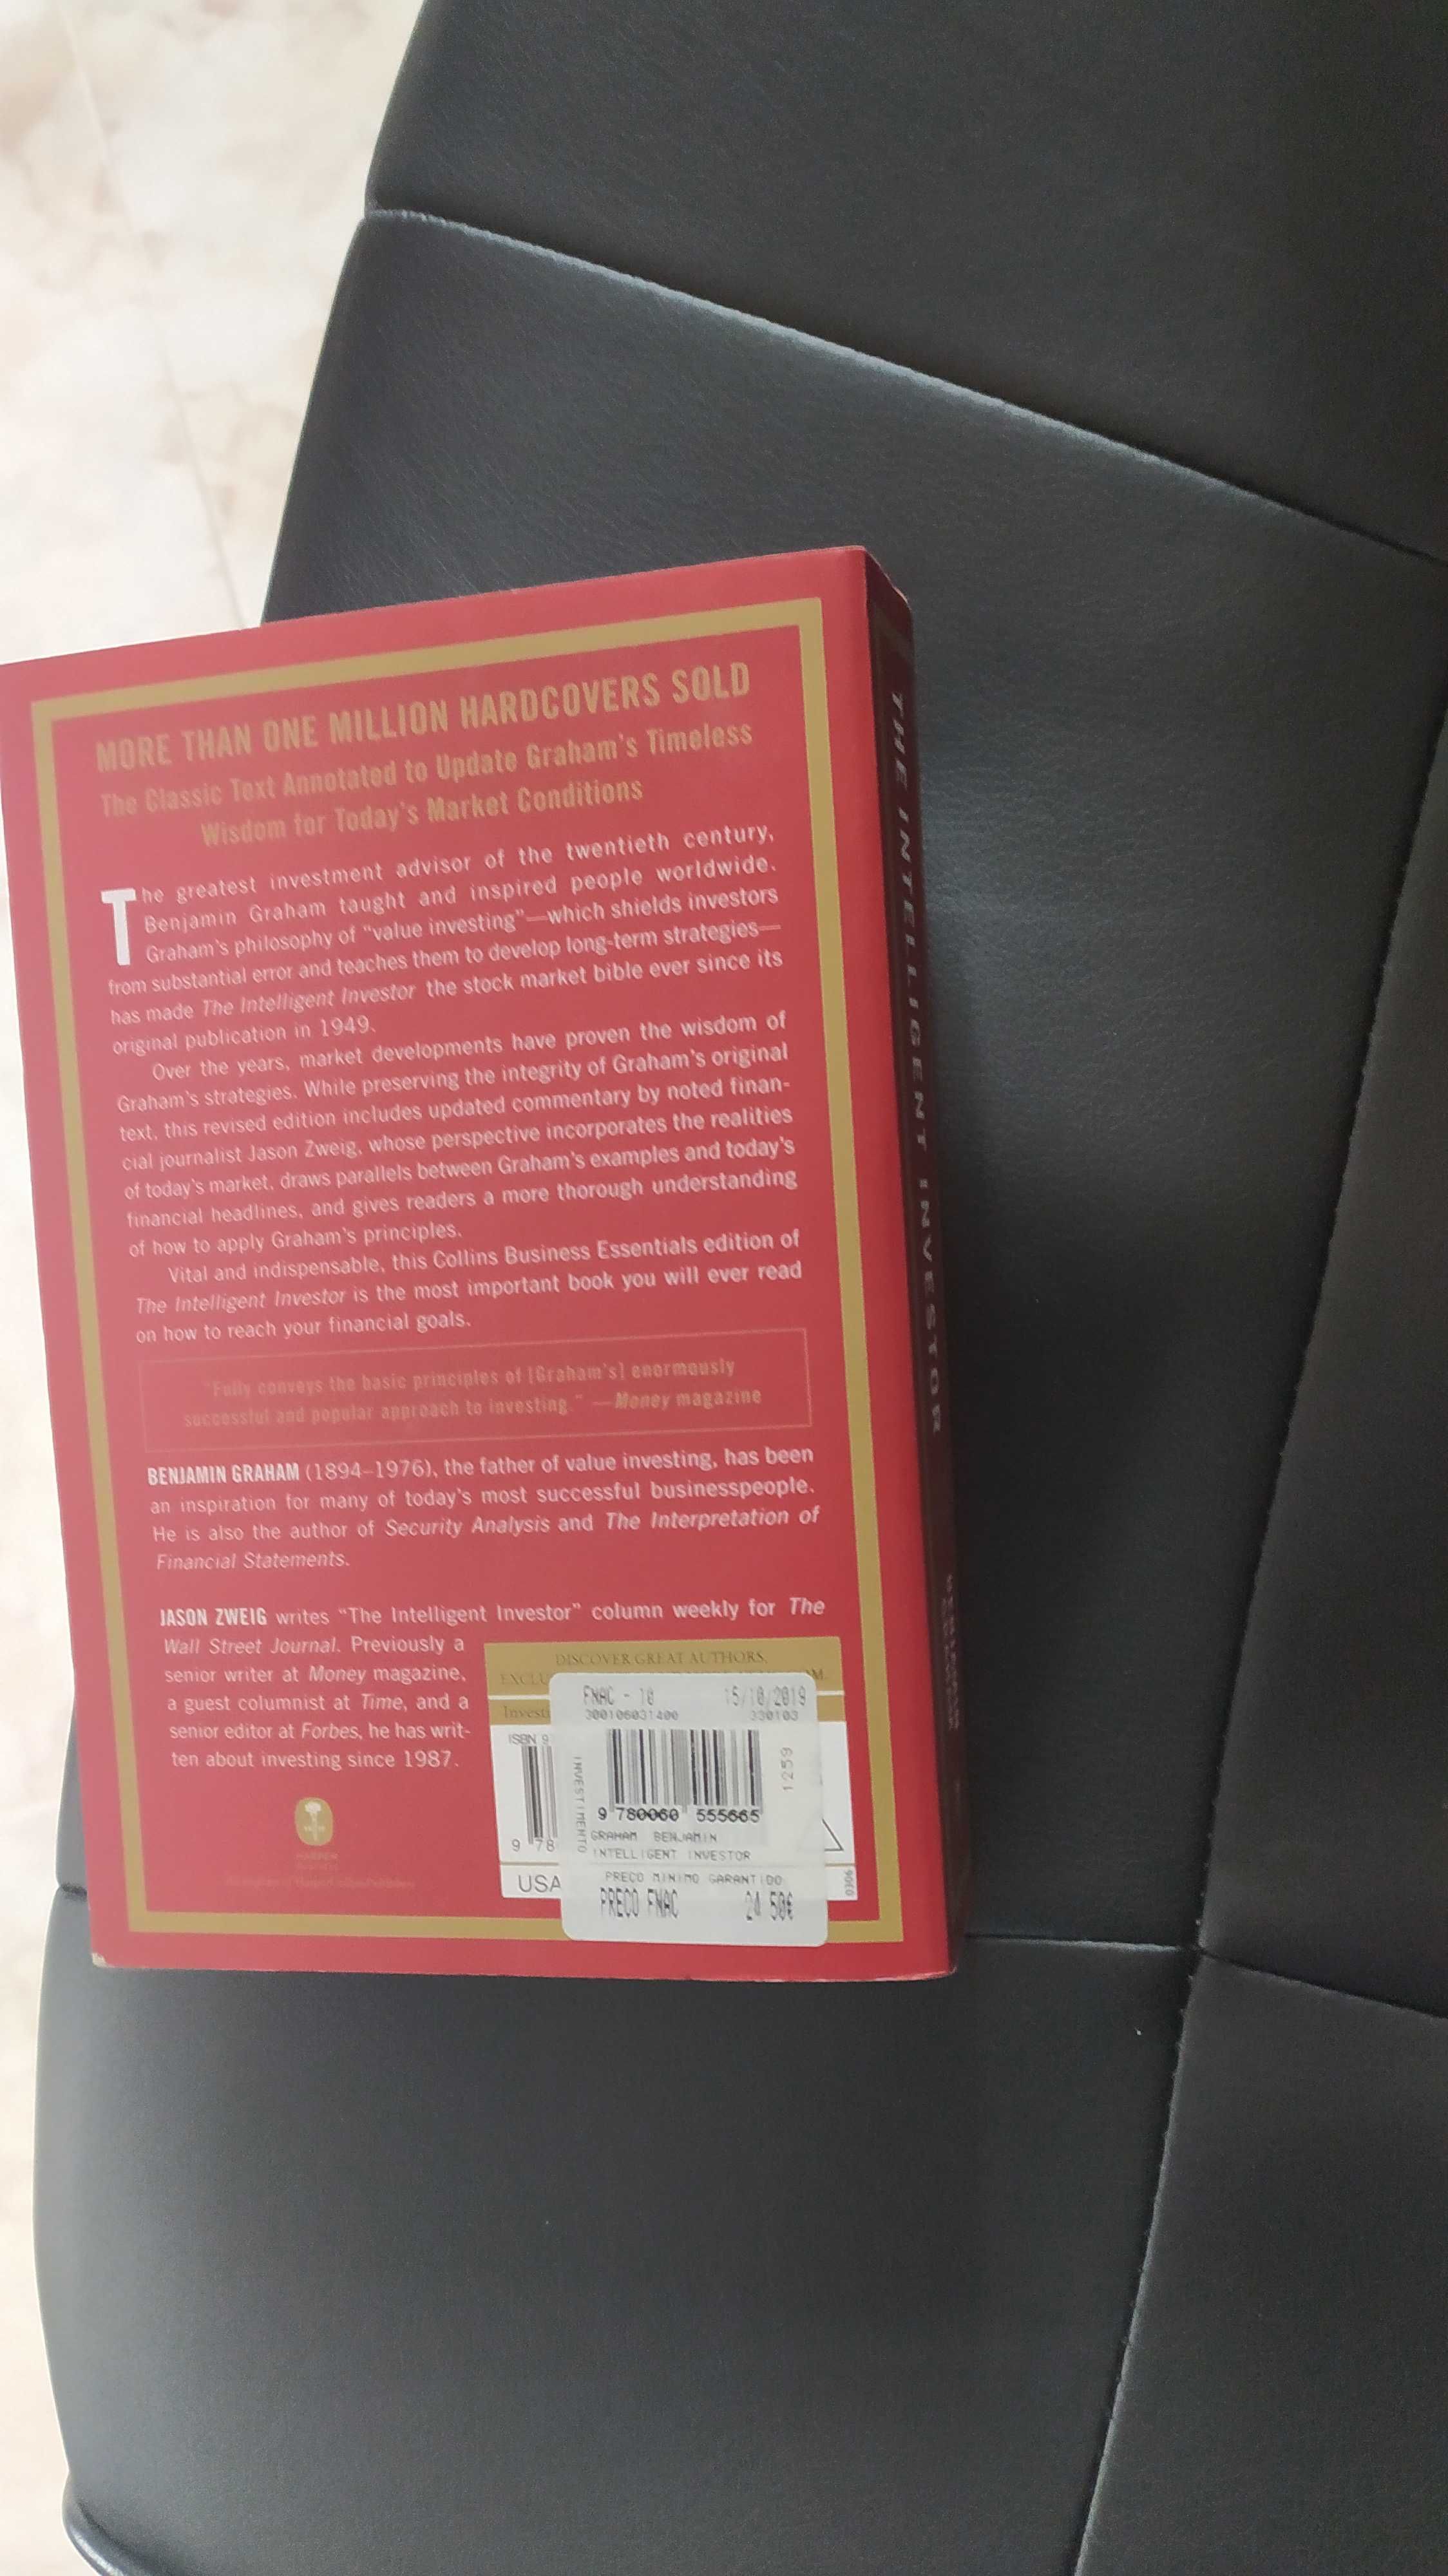 MORE THAN ONE MILLION HARDCOVERS SOLD
The Classic Text Annotated to Update Graham's Timeless
Wisdom for Today's Market Conditions
The greatest investment advisor of the twentieth century,
Benjamin Graham taught and inspired people worldwide.
Graham's philosophy of "value investing"—which shields investors
from substantial error and teaches them to develop long-term strategies—
has made The Intelligent Investor the stock market bible ever since its
original publication in 1949.
Over the years, market developments have proven the wisdom of
Graham's strategies. While preserving the integrity of Graham's original
text, this revised edition includes updated commentary by noted finan-
cial journalist Jason Zweig, whose perspective incorporates the realities
of today's market, draws parallels between Graham's examples and today's
financial headlines, and gives readers a more thorough understanding
of how to apply Graham's principles.
Vital and indispensable, this Collins Business Essentials edition of
The Intelligent Investor is the most important book you will ever read
on how to reach your financial goals.
"Fully conveys the basic principles of [Graham's] enormously
successful and popular approach to investing." —Money magazine
BENJAMIN GRAHAM (1894–1976), the father of value investing, has been
an inspiration for many of today's most successful businesspeople.
He is also the author of Security Analysis and The Interpretation of
Financial Statements.
JASON ZWEIG writes "The Intelligent Investor" column weekly for The
Wall Street Journal. Previously a
senior writer at Money magazine,
a guest columnist at Time, and a
senior editor at Forbes, he has writ-
ten about investing since 1987.
DISCOVER GREAT AUTHORS,
EXCLU
Investi
ISBN 9
9 78
USA
0306
FNAC - 10 15/10/2019
300106031400 330103
INVESTIMENTO
1259
9 780060 555665
GRAHAM BENJAMIN
INTELLIGENT INVESTOR
PRECO MINIMO GARANTIDO
PRECO FNAC 24 50€
THE INTELLIGENT INVESTOR